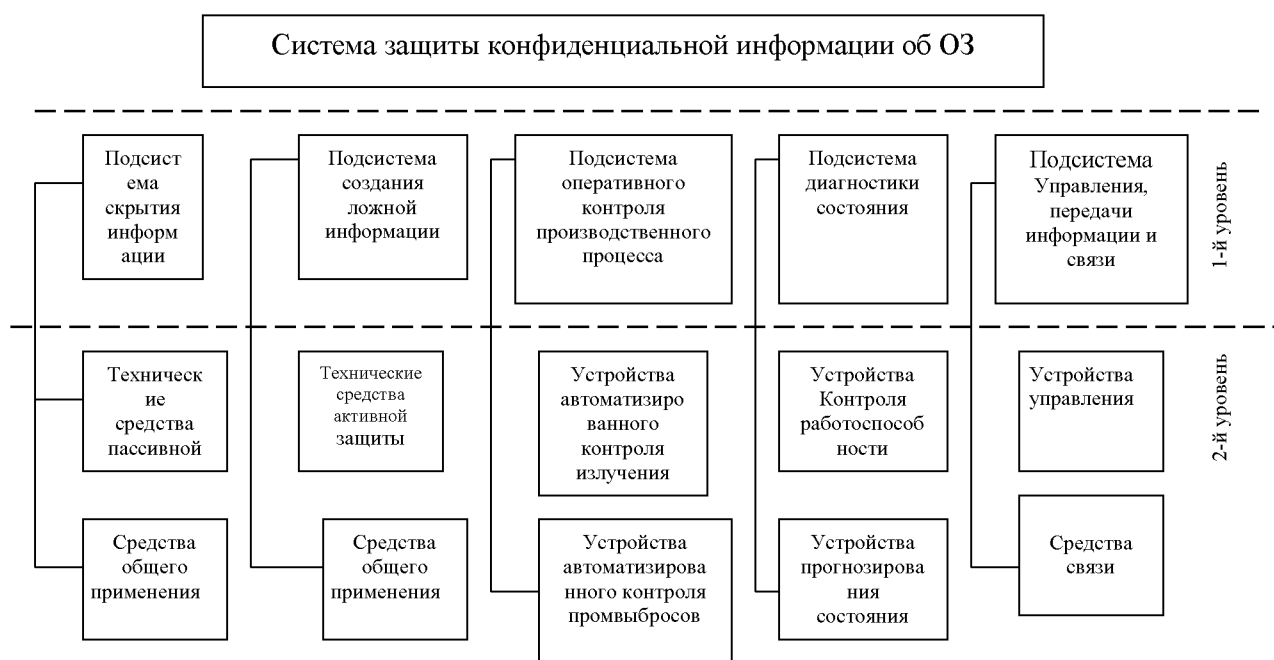 Система защиты конфиденциальной информации об ОЗ
Подсист
ема
скрытия
информ
ации
Подсистема
создания
ложной
информации
Подсистема
оперативного
контроля
производственного
процесса
Подсистема
диагностики
состояния
Подсистема
Управления,
передачи
информации и
связи
1-й уровень
Техническ
ие
средства
пассивной
Технические
средства
активной
защиты
Устройства
автоматизиро
ванного
контроля
излучения
Устройства
Контроля
работоспособ
ности
Устройства
управления
2-й уровень
Средства
общего
применения
Средства
общего
применения
Устройства
автоматизирова
нного контроля
промвыбросов
Устройства
прогнозирова
ния
состояния
Средства
связи